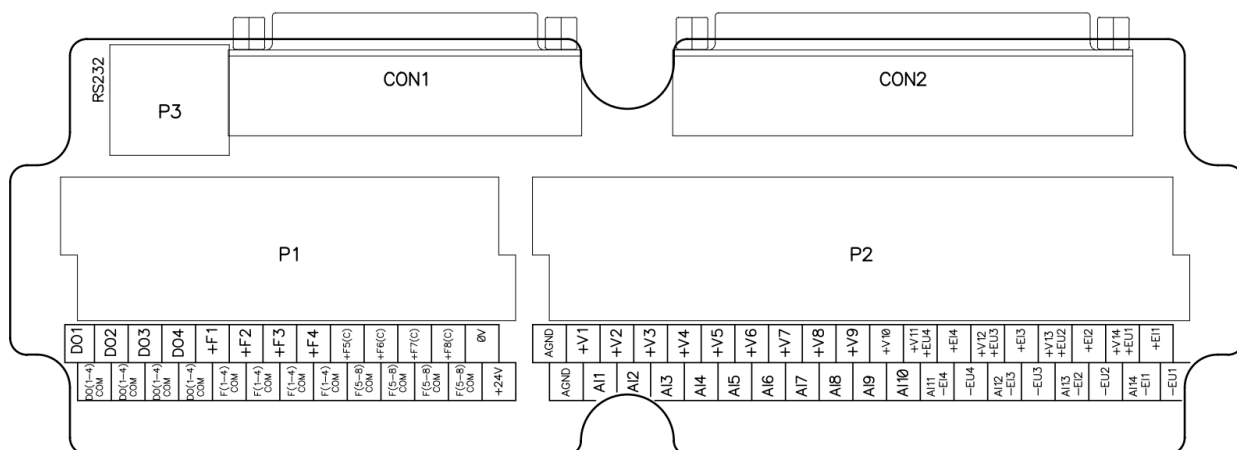 RS232
P3
CON1
CON2
P1
P2
DO1 DO2 DO3 DO4 +F1 +F2 +F3 +F4 +F5(C) +F6(C) +F7(C) +F8(C) 0V
DO(1-4) COM DO(1-4) COM DO(1-4) COM DO(1-4) COM F(1-4) COM F(1-4) COM F(1-4) COM F(1-4) COM F(5-8) COM F(5-8) COM F(5-8) COM F(5-8) COM +24V
AGND +V1 +V2 +V3 +V4 +V5 +V6 +V7 +V8 +V9 +V10 +V11 +EU4 +EI4 +V12 +EU3 +EI3 +V13 +EU2 +EI2 +V14 +EU1 +EI1
AGND AI1 AI2 AI3 AI4 AI5 AI6 AI7 AI8 AI9 AI10 AI11 -EI4 -EU4 AI12 -EI3 -EU3 AI13 -EI2 -EU2 AI14 -EI1 -EU1